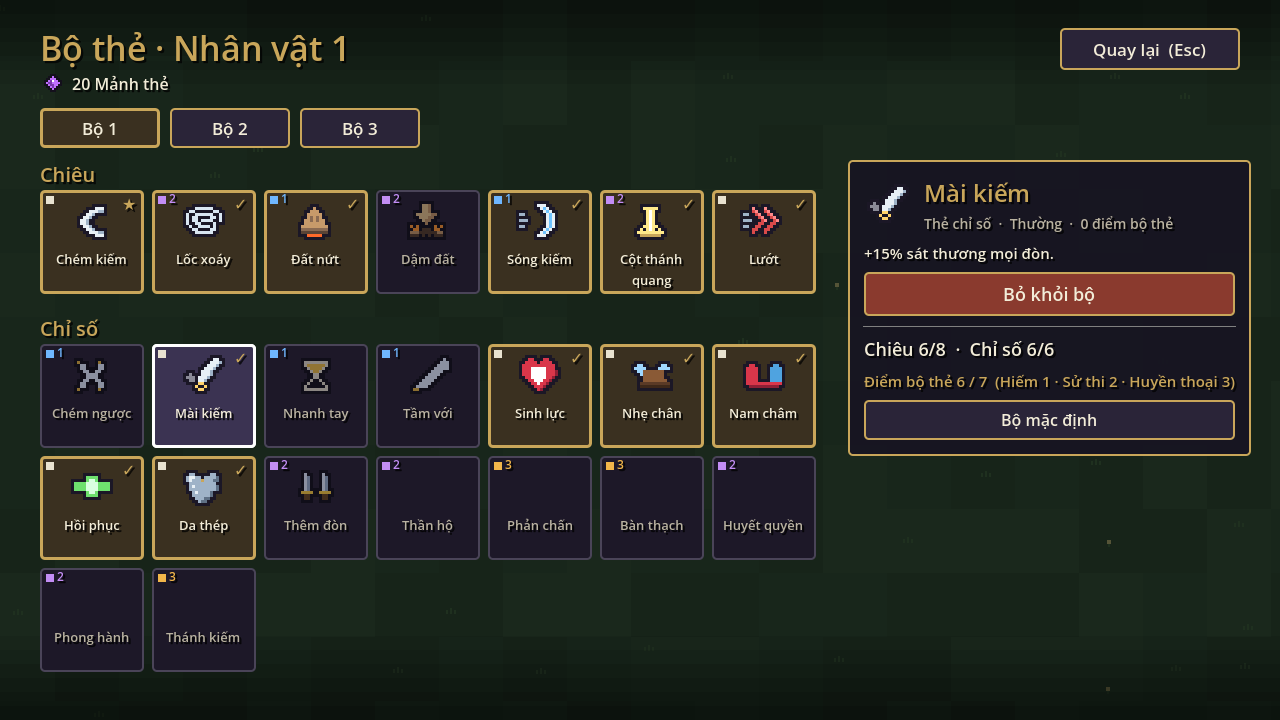 Bộ thẻ · Nhân vật 1
Quay lại (Esc)
20 Mảnh thẻ
Bộ 1
Bộ 2
Bộ 3
Chiêu
★
2 ✓
1 ✓
2
1 ✓
2 ✓
✓
Chém kiếm
Lốc xoáy
Đất nứt
Dậm đất
Sóng kiếm
Cột thánh
quang
Lướt
Chỉ số
1
✓
1
1
✓
✓
✓
Chém ngược
Mài kiếm
Nhanh tay
Tầm với
Sinh lực
Nhẹ chân
Nam châm
✓
✓
2
2
3
3
2
Hồi phục
Da thép
Thêm đòn
Thần hộ
Phản chấn
Bàn thạch
Huyết quyền
2
3
Phong hành
Thánh kiếm
Mài kiếm
Thẻ chỉ số · Thường · 0 điểm bộ thẻ
+15% sát thương mọi đòn.
Bỏ khỏi bộ
Chiêu 6/8 · Chỉ số 6/6
Điểm bộ thẻ 6 / 7 (Hiếm 1 · Sử thi 2 · Huyền thoại 3)
Bộ mặc định